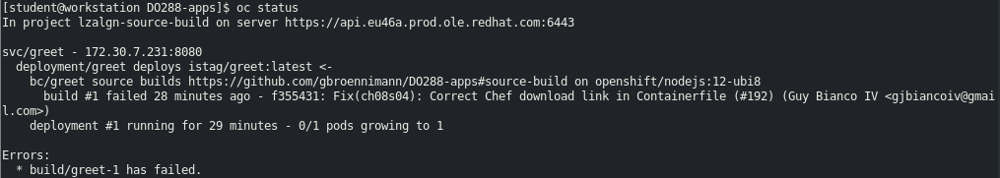 [student@workstation DO288-apps]$ oc status
In project lzalgn-source-build on server https://api.eu46a.prod.ole.redhat.com:6443

svc/greet - 172.30.7.231:8080
  deployment/greet deploys istag/greet:latest <-
    bc/greet source builds https://github.com/gbroennimann/DO288-apps#source-build on openshift/nodejs:12-ubi8
      build #1 failed 28 minutes ago - f355431: Fix(ch08s04): Correct Chef download link in Containerfile (#192) (Guy Bianco IV <gjbiancoiv@gmai
l.com>)
    deployment #1 running for 29 minutes - 0/1 pods growing to 1

Errors:
  * build/greet-1 has failed.